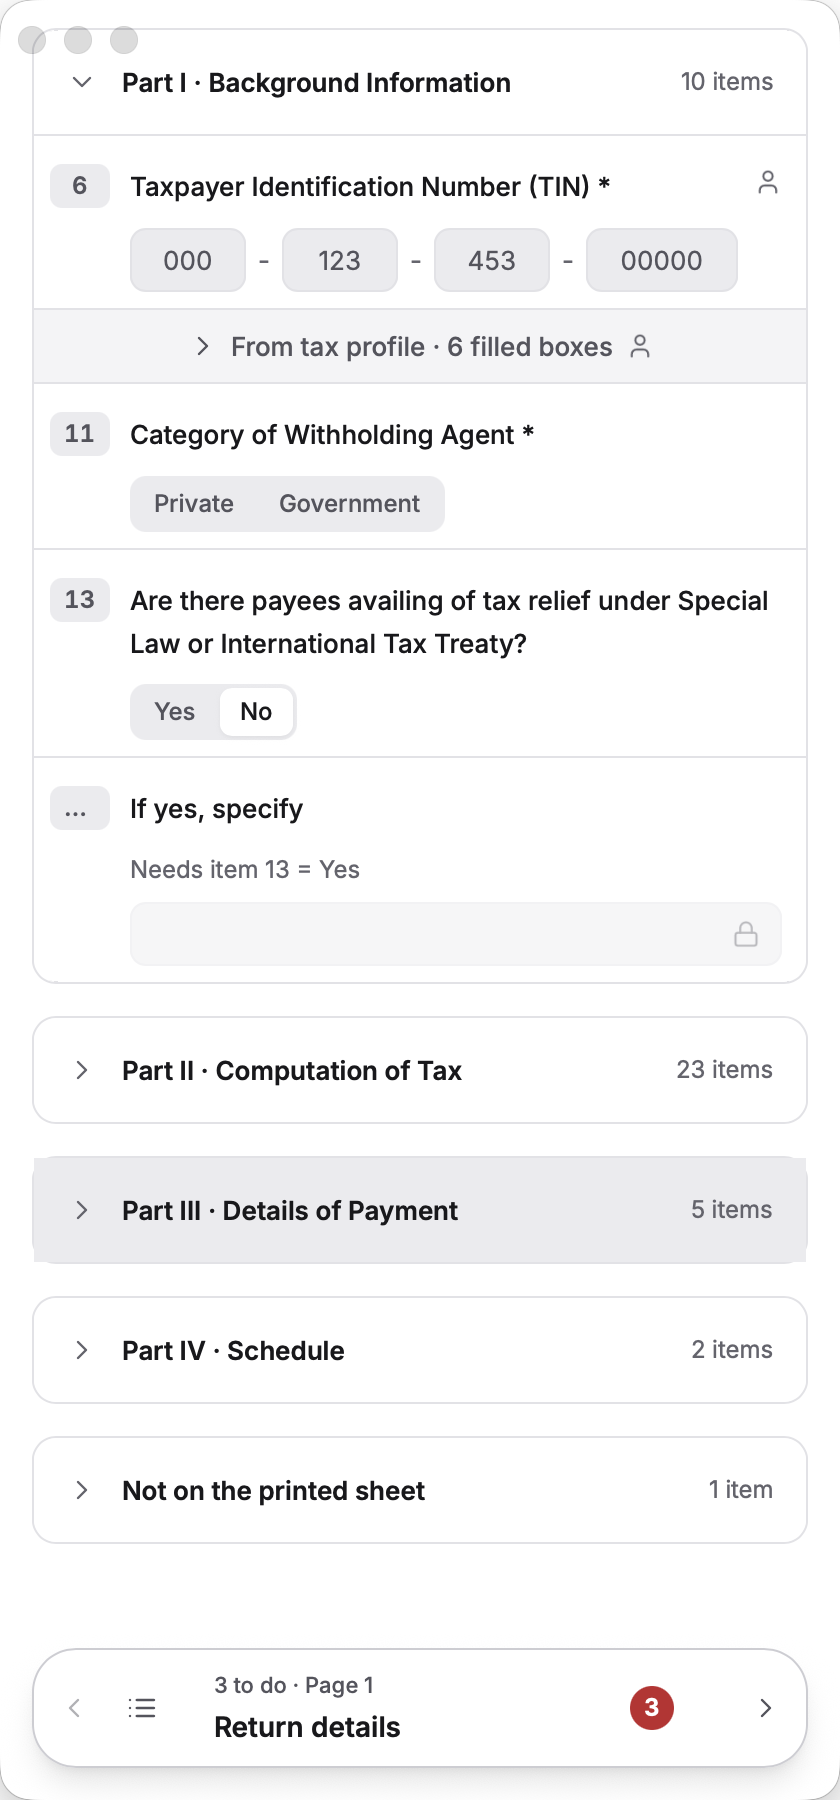 Part I · Background Information
10 items
6
Taxpayer Identification Number (TIN) *
000 - 123 - 453 - 00000
From tax profile · 6 filled boxes
11
Category of Withholding Agent *
Private Government
13
Are there payees availing of tax relief under Special
Law or International Tax Treaty?
Yes No
...
If yes, specify
Needs item 13 = Yes
Part II · Computation of Tax
23 items
Part III · Details of Payment
5 items
Part IV · Schedule
2 items
Not on the printed sheet
1 item
3 to do · Page 1
Return details
3